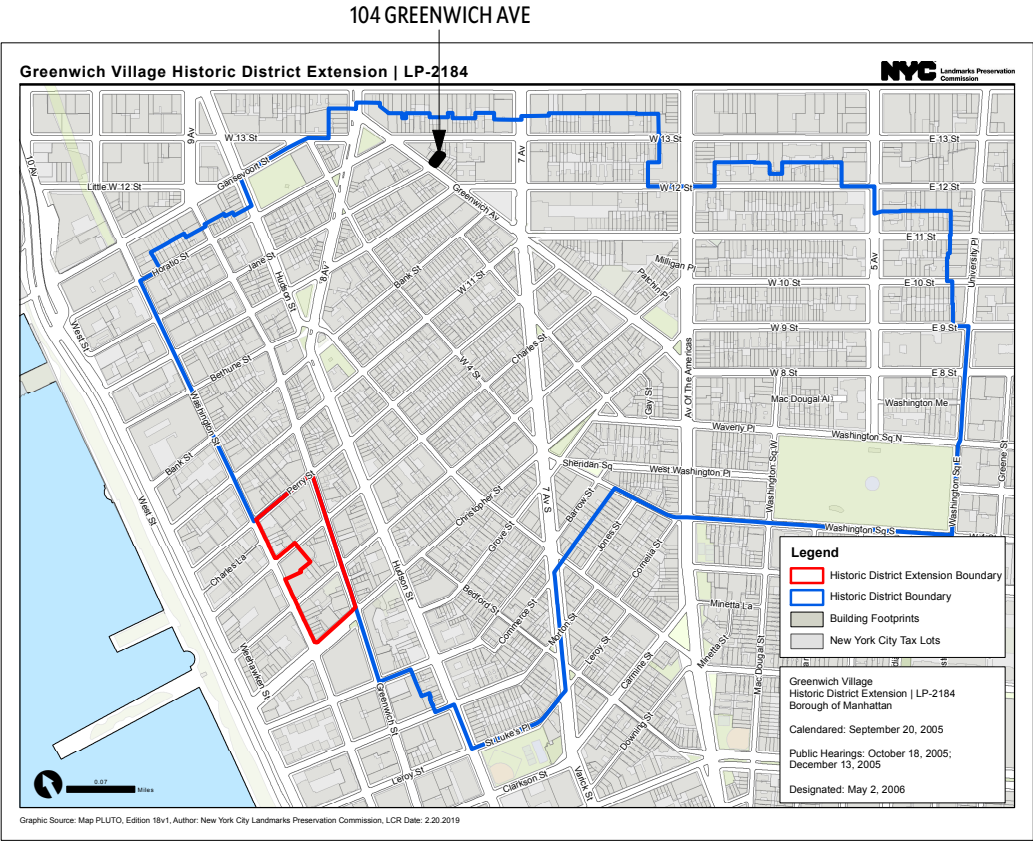 104 GREENWICH AVE
Greenwich Village Historic District Extension | LP-2184
NYC Landmarks Preservation
Commission
10 Av
9 Av
W 13 St
Gansevoort St
Little W 12 St
7 Av
W 13 St
E 13 St
W 12 St
E 12 St
Greenwich Av
Horatio St
Jane St
Hudson St
8 Av
Bank St
W 11 St
Milligan Pl
Patchin Pl
5 Av
E 11 St
University Pl
W 10 St
E 10 St
West St
W 9 St
E 9 St
Bethune St
W 4 St
Charles St
Gay St
Av Of The Americas
W 8 St
E 8 St
Mac Dougal Al
Washington Me
Washington St
Waverly Pl
Washington Sq N
Bank St
Perry St
Sheridan Sq
West Washington Pl
Washington Sq W
Washington Sq E
Greene St
West St
Christopher St
Grove St
7 Av S
Barrow St
Jones St
Cornelia St
Washington Sq S
Charles La
Hudson St
Bedford St
Commerce St
Morton St
Leroy St
Carmine St
Minetta La
Minetta St
Mac Dougal St
Weehawken St
Greenwich St
St Luke's Pl
Downing St
Leroy St
Clarkson St
Varick St
Legend
Historic District Extension Boundary
Historic District Boundary
Building Footprints
New York City Tax Lots
Greenwich Village
Historic District Extension | LP-2184
Borough of Manhattan
Calendared: September 20, 2005
Public Hearings: October 18, 2005;
December 13, 2005
Designated: May 2, 2006
0.07
Miles
Graphic Source: Map PLUTO, Edition 18v1, Author: New York City Landmarks Preservation Commission, LCR Date: 2.20.2019